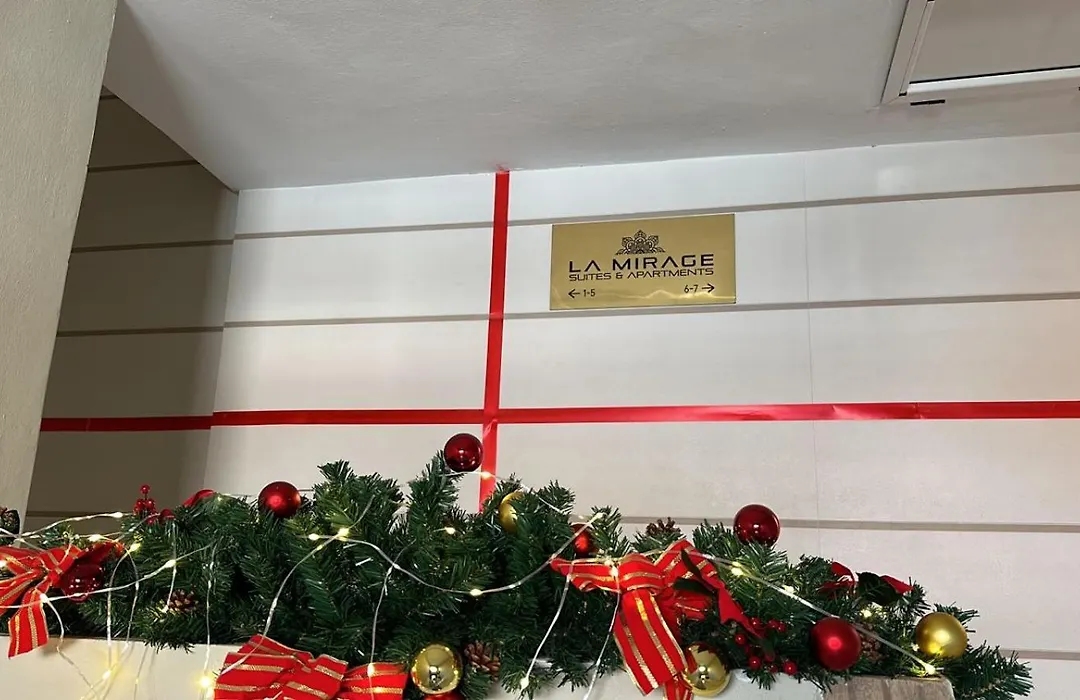 LA MIRAGE
SUITES & APARTMENTS
← 1-5 6-7 →